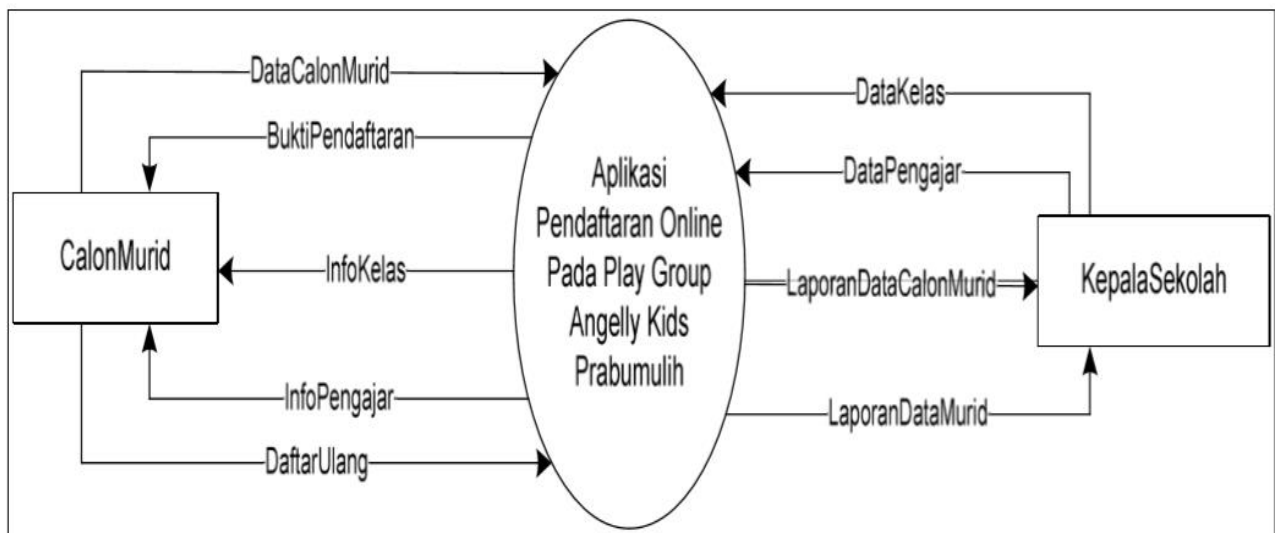 DataCalonMurid
BuktiPendaftaran
CalonMurid
InfoKelas
InfoPengajar
DaftarUlang
Aplikasi
Pendaftaran Online
Pada Play Group
Angelly Kids
Prabumulih
DataKelas
DataPengajar
LaporanDataCalonMurid
KepalaSekolah
LaporanDataMurid